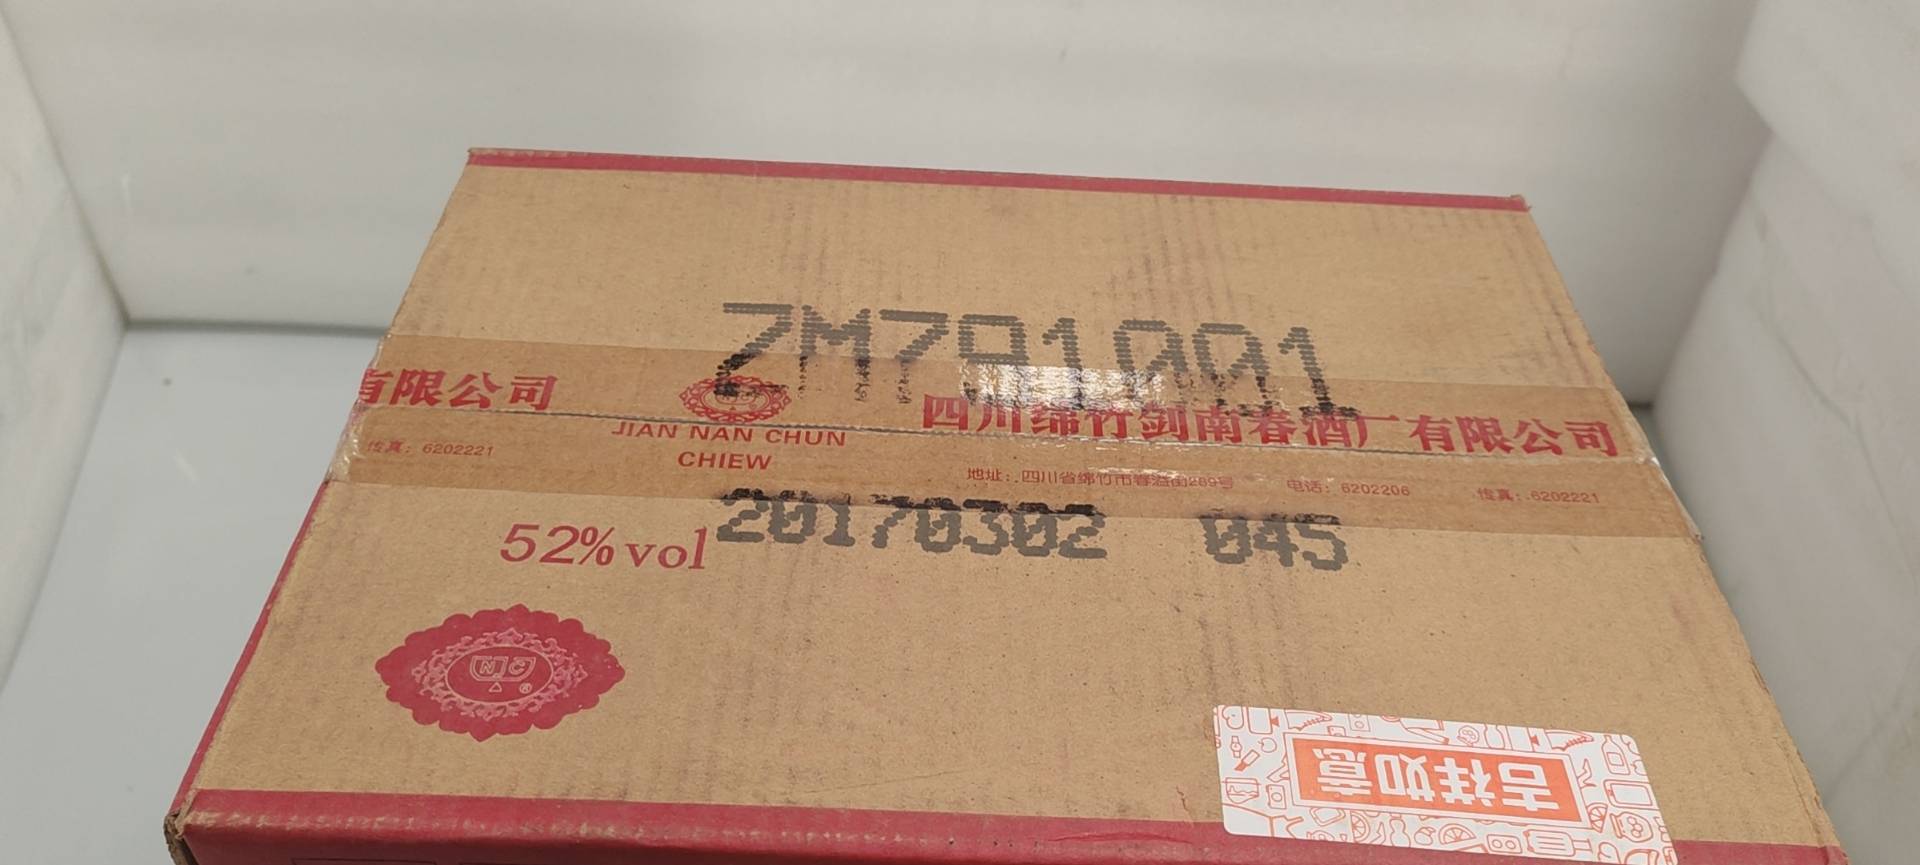 ZM791001
有限公司
四川绵竹剑南春酒厂有限公司
JIAN NAN CHUN
CHIEW
传真：6202221
地址：四川省绵竹市春溢街289号 电话：6202206 传真：6202221
20170302 045
52%vol
吉祥如意